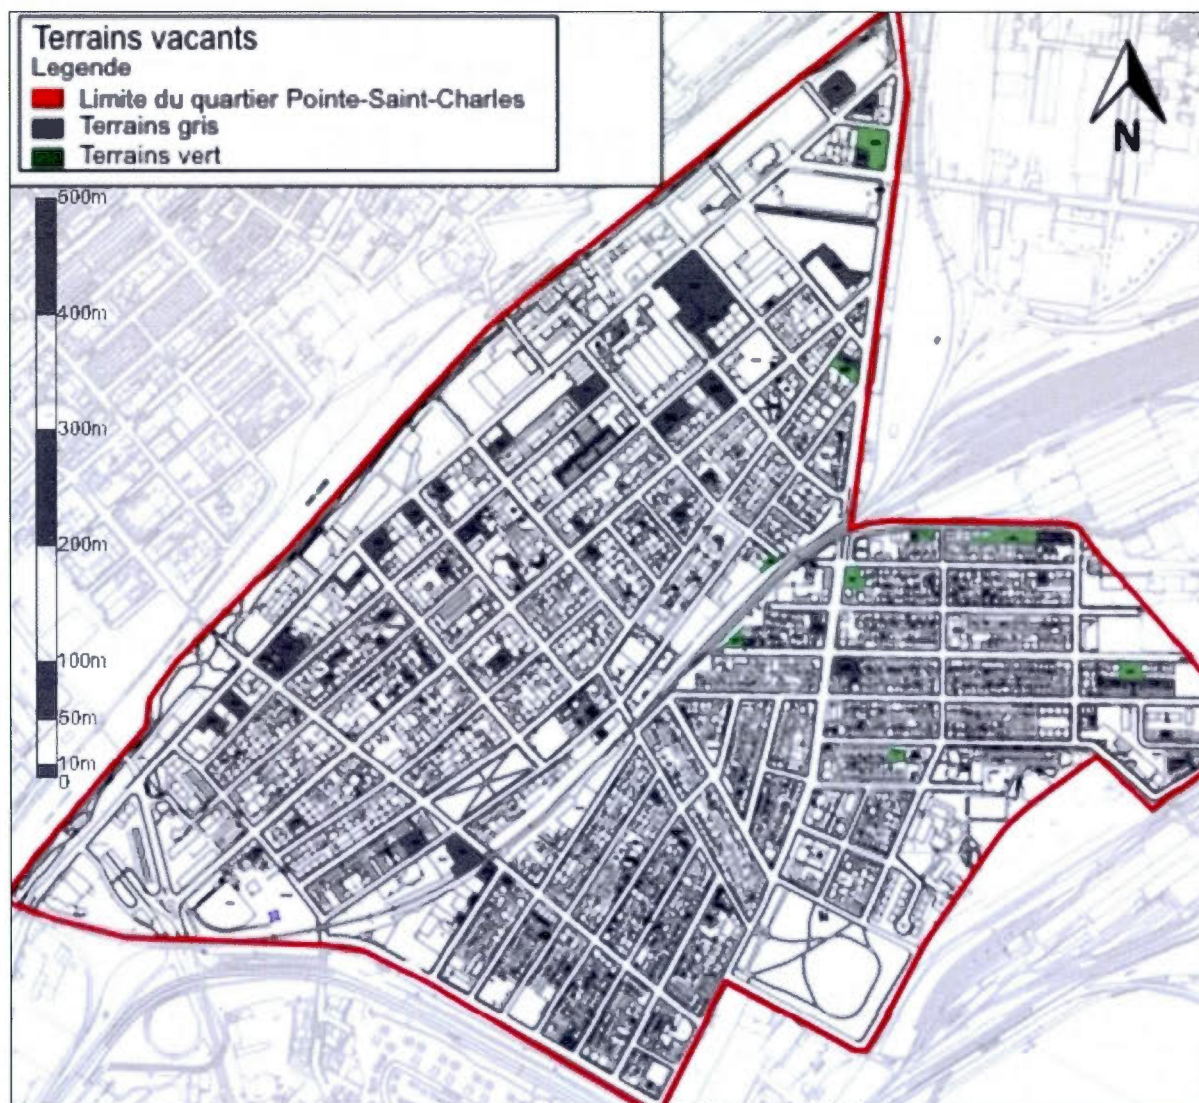 Terrains vacants
Legende
Limite du quartier Pointe-Saint-Charles
Terrains gris
Terrains vert
N
500m
400m
300m
200m
100m
50m
10m
0